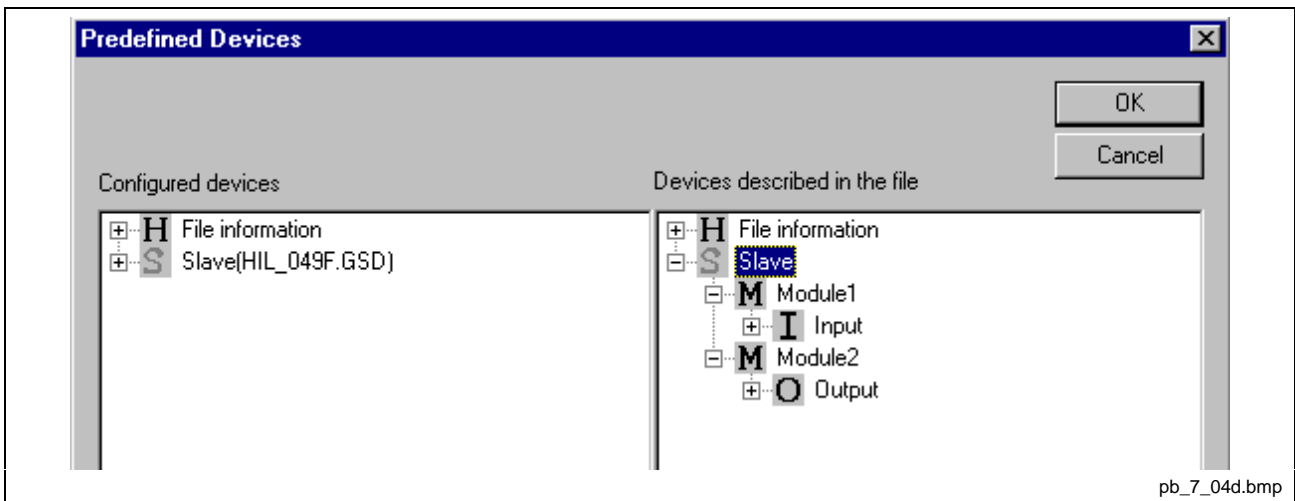 Predefined Devices
OK
Cancel
Configured devices
Devices described in the file
H File information
S Slave(HIL_049F.GSD)
H File information
S Slave
M Module1
I Input
M Module2
O Output
pb_7_04d.bmp